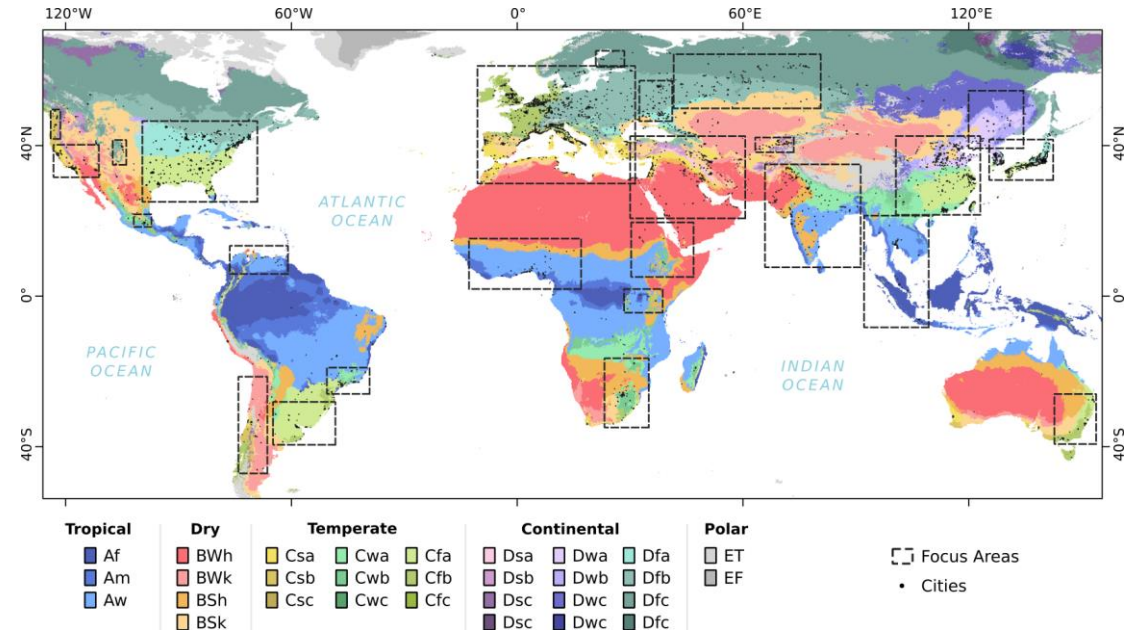 120°W 60°W 0° 60°E 120°E
40°N 40°N
ATLANTIC
OCEAN
0° 0°
PACIFIC
OCEAN
INDIAN
OCEAN
40°S 40°S
120°W 60°W 0° 60°E 120°E
Tropical Dry Temperate Continental Polar
Af BWh Csa Cwa Cfa Dsa Dwa Dfa ET Focus Areas
Am BWk Csb Cwb Cfb Dsb Dwb Dfb EF Cities
Aw BSh Csc Cwc Cfc Dsc Dwc Dfc
BSk Dsc Dwc Dfc